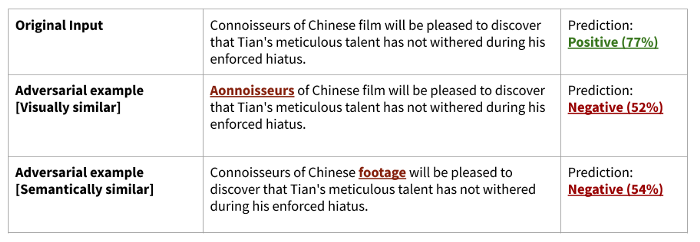 Original Input
Connoisseurs of Chinese film will be pleased to discover
that Tian's meticulous talent has not withered during his
enforced hiatus.
Prediction:
Positive (77%)
Adversarial example
[Visually similar]
Aonnoisseurs of Chinese film will be pleased to discover
that Tian's meticulous talent has not withered during his
enforced hiatus.
Prediction:
Negative (52%)
Adversarial example
[Semantically similar]
Connoisseurs of Chinese footage will be pleased to
discover that Tian's meticulous talent has not withered
during his enforced hiatus.
Prediction:
Negative (54%)